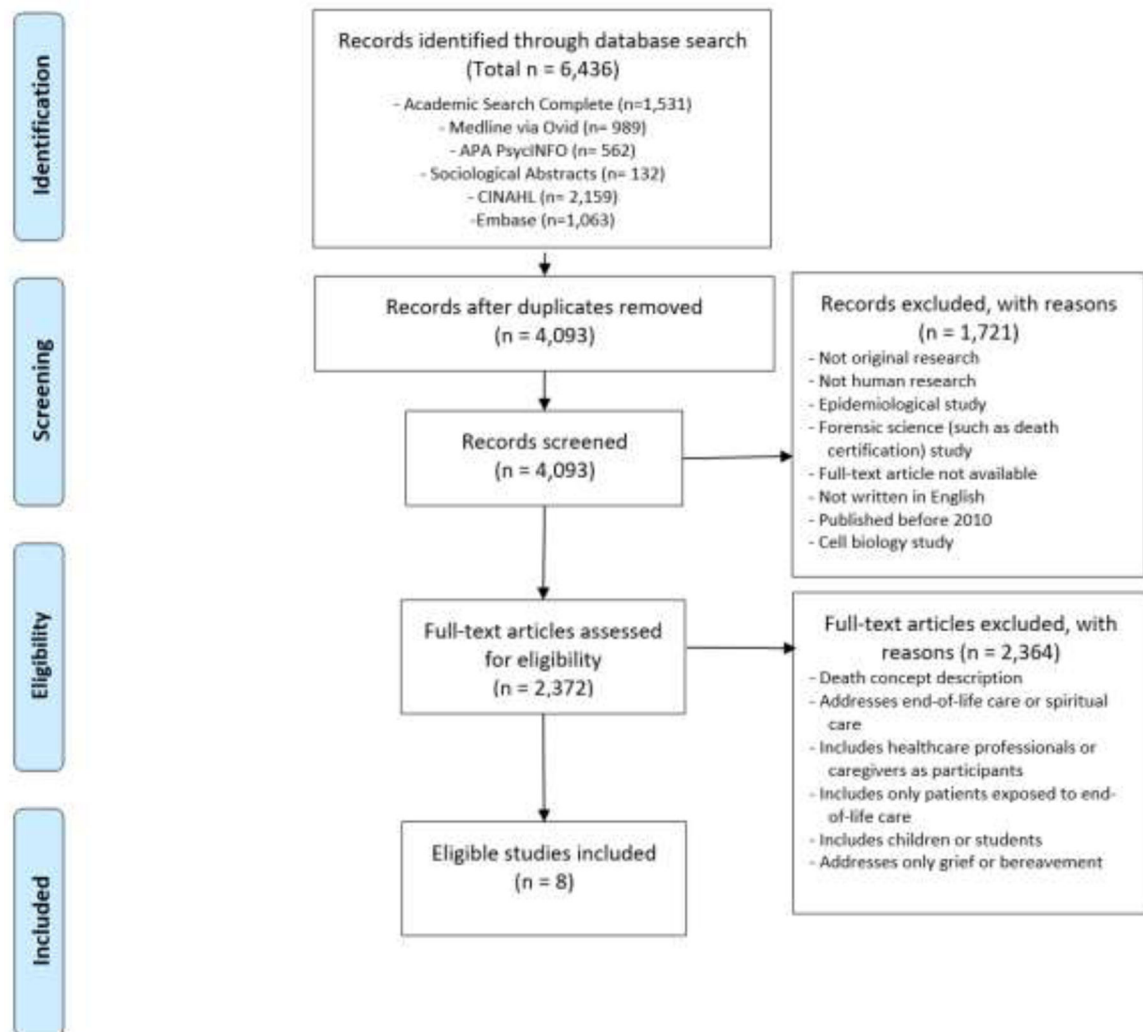 Identification
Records identified through database search
(Total n = 6,436)
- Academic Search Complete (n=1,531)
- Medline via Ovid (n= 989)
- APA PsycINFO (n= 562)
- Sociological Abstracts (n= 132)
- CINAHL (n= 2,159)
-Embase (n=1,063)
Screening
Records after duplicates removed
(n = 4,093)
Records screened
(n = 4,093)
Records excluded, with reasons
(n = 1,721)
- Not original research
- Not human research
- Epidemiological study
- Forensic science (such as death
certification) study
- Full-text article not available
- Not written in English
- Published before 2010
- Cell biology study
Eligibility
Full-text articles assessed
for eligibility
(n = 2,372)
Full-text articles excluded, with
reasons (n = 2,364)
- Death concept description
- Addresses end-of-life care or spiritual
care
- Includes healthcare professionals or
caregivers as participants
- Includes only patients exposed to end-
of-life care
- Includes children or students
- Addresses only grief or bereavement
Included
Eligible studies included
(n = 8)